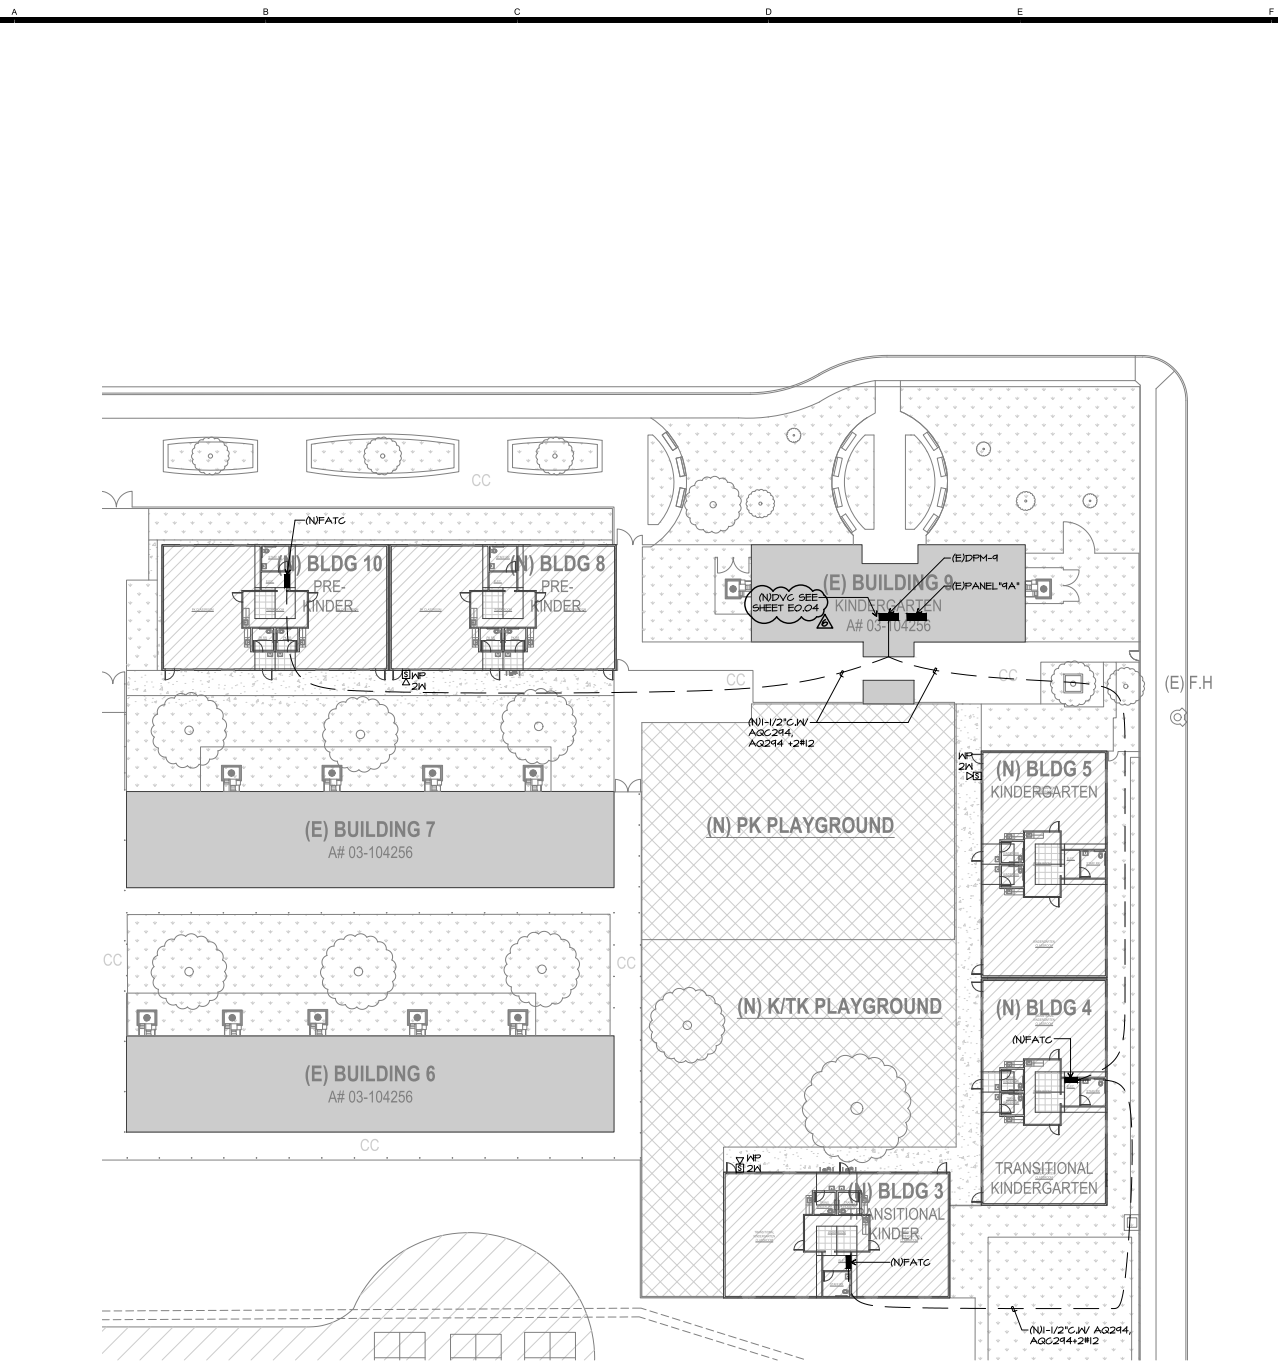 A B C D E F
CC
(N)FATC
(N) BLDG 10
PRE-
KINDER.
(N) BLDG 8
PRE-
KINDER.
(E)DPM-9
(E) BUILDING 9
(E)PANEL "9A"
(N)DVC SEE
SHEET E0.04
KINDERGARTEN
A# 03-104256
6
S WP
2W
CC
CC
(E) F.H
(N)1-1/2"C.W/
AQC294,
AQ294 +2#12
WP
2W
S
(N) BLDG 5
KINDERGARTEN
(E) BUILDING 7
A# 03-104256
(N) PK PLAYGROUND
CC
CC
(N) K/TK PLAYGROUND
(N) BLDG 4
(N)FATC
(E) BUILDING 6
A# 03-104256
CC
WP
S 2W
TRANSITIONAL
KINDERGARTEN
(N) BLDG 3
TRANSITIONAL
KINDER.
(N)FATC
(N)1-1/2"C.W/ AQ294,
AQC294+2#12